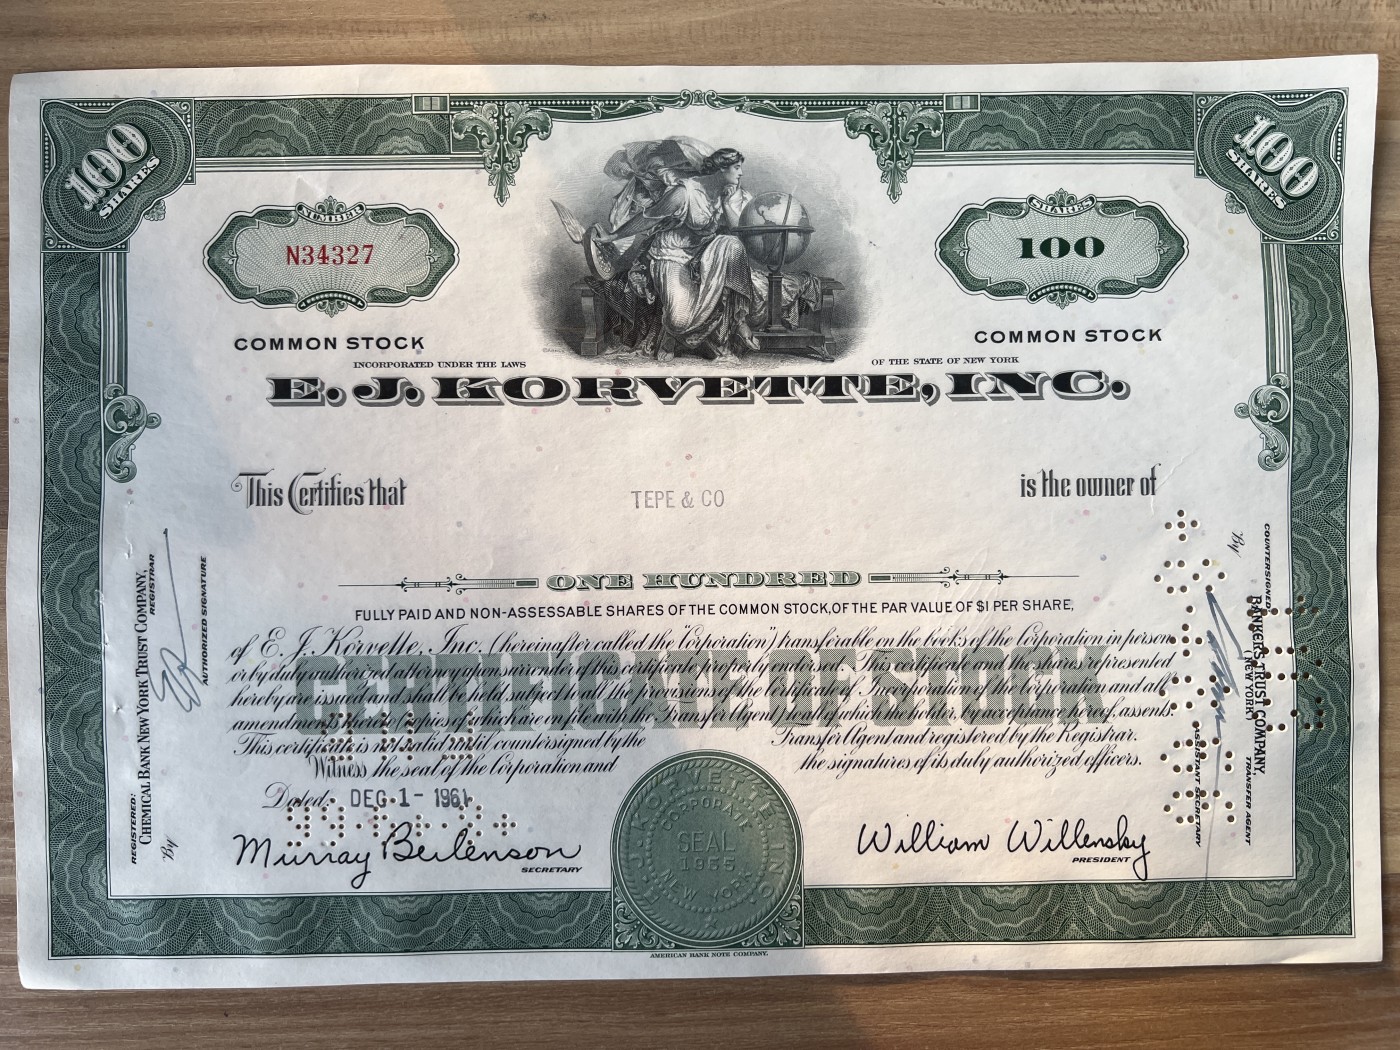 100
SHARES
100
SHARES
NUMBER
N34327
SHARES
100
COMMON STOCK
COMMON STOCK
INCORPORATED UNDER THE LAWS OF THE STATE OF NEW YORK
E. J. KORVETTE, INC.
This Certifies that TEPE & CO is the owner of
ONE HUNDRED
FULLY PAID AND NON-ASSESSABLE SHARES OF THE COMMON STOCK, OF THE PAR VALUE OF $1 PER SHARE,
of E. J. Korvette, Inc. (hereinafter called the "Corporation") transferable on the books of the Corporation in person
or by duly authorized attorney upon surrender of this certificate properly endorsed. This certificate and the shares represented
hereby are issued and shall be held subject to all the provisions of the Certificate of Incorporation of the Corporation and all
amendments thereto (copies of which are on file with the Transfer Agent) to all of which the holder, by acceptance hereof, assents.
This certificate is not valid until countersigned by the Transfer Agent and registered by the Registrar.
Witness the seal of the Corporation and the signatures of its duly authorized officers.
CERTIFICATE OF STOCK
Dated: DEC 1 - 1961
Murray Beilenson
SECRETARY
William Willensky
PRESIDENT
E. J. KORVETTE, INC.
CORPORATE
SEAL
1955
NEW YORK
AMERICAN BANK NOTE COMPANY.
REGISTERED:
CHEMICAL BANK NEW YORK TRUST COMPANY,
REGISTRAR
By
AUTHORIZED SIGNATURE
COUNTERSIGNED:
BANKERS TRUST COMPANY,
(NEW YORK) TRANSFER AGENT
By
ASSISTANT SECRETARY